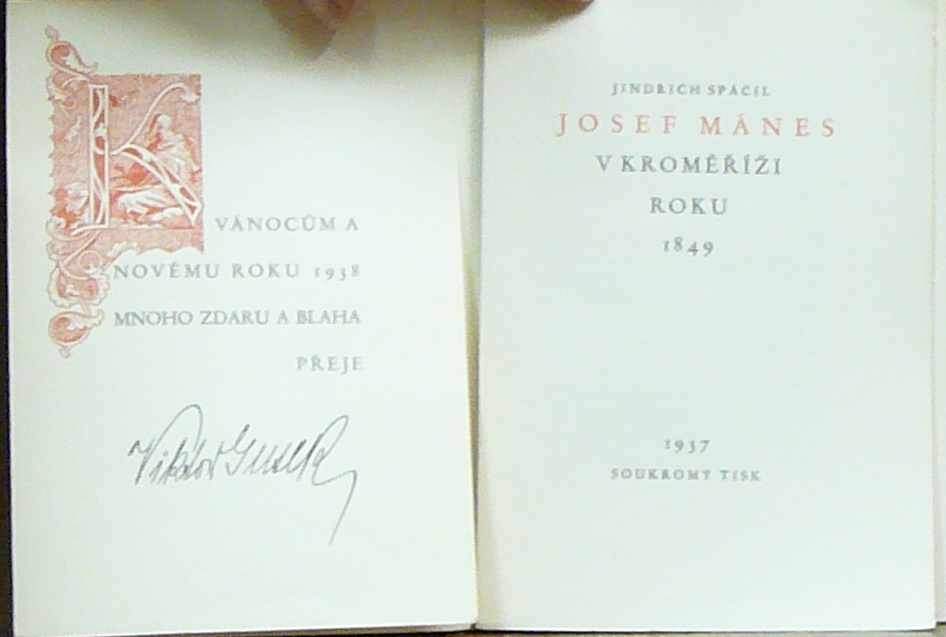 K
VÁNOCŮM A
NOVÉMU ROKU 1938
MNOHO ZDARU A BLAHA
PŘEJE
Viktor
JINDŘICH SPÁČIL
JOSEF MÁNES
V KROMĚŘÍŽI
ROKU
1849
1937
SOUKROMÝ TISK